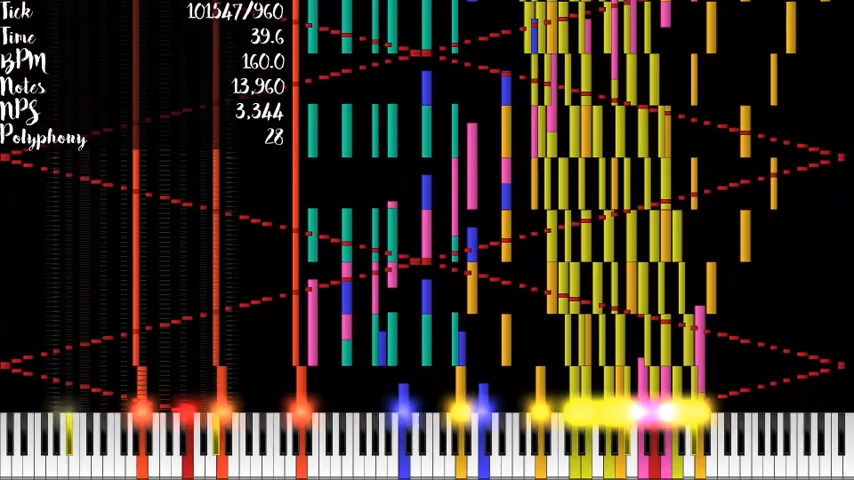 Tick 101547/960
Time 39.6
BPM 160.0
Notes 13,960
NPS 3,344
Polyphony 28